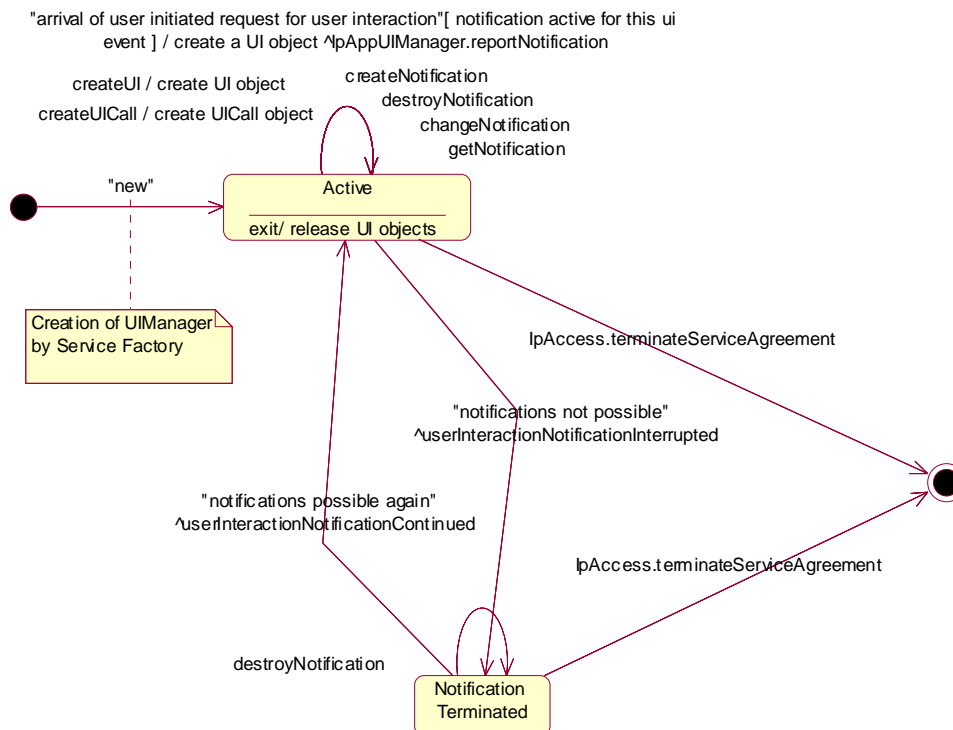 "arrival of user initiated request for user interaction"[ notification active for this ui
event ] / create a UI object ^IpAppUIManager.reportNotification
createUI / create UI object
createUICall / create UICall object
createNotification
destroyNotification
changeNotification
getNotification
"new"
Active
exit/ release UI objects
Creation of UIManager
by Service Factory
IpAccess.terminateServiceAgreement
"notifications not possible"
^userInteractionNotificationInterrupted
"notifications possible again"
^userInteractionNotificationContinued
IpAccess.terminateServiceAgreement
destroyNotification
Notification
Terminated